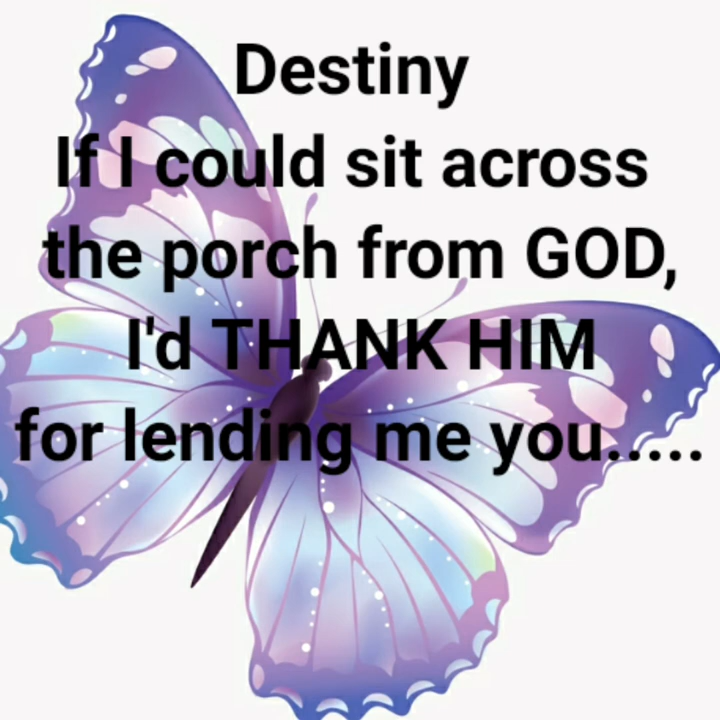 Destiny
If I could sit across
the porch from GOD,
I'd THANK HIM
for lending me you.....